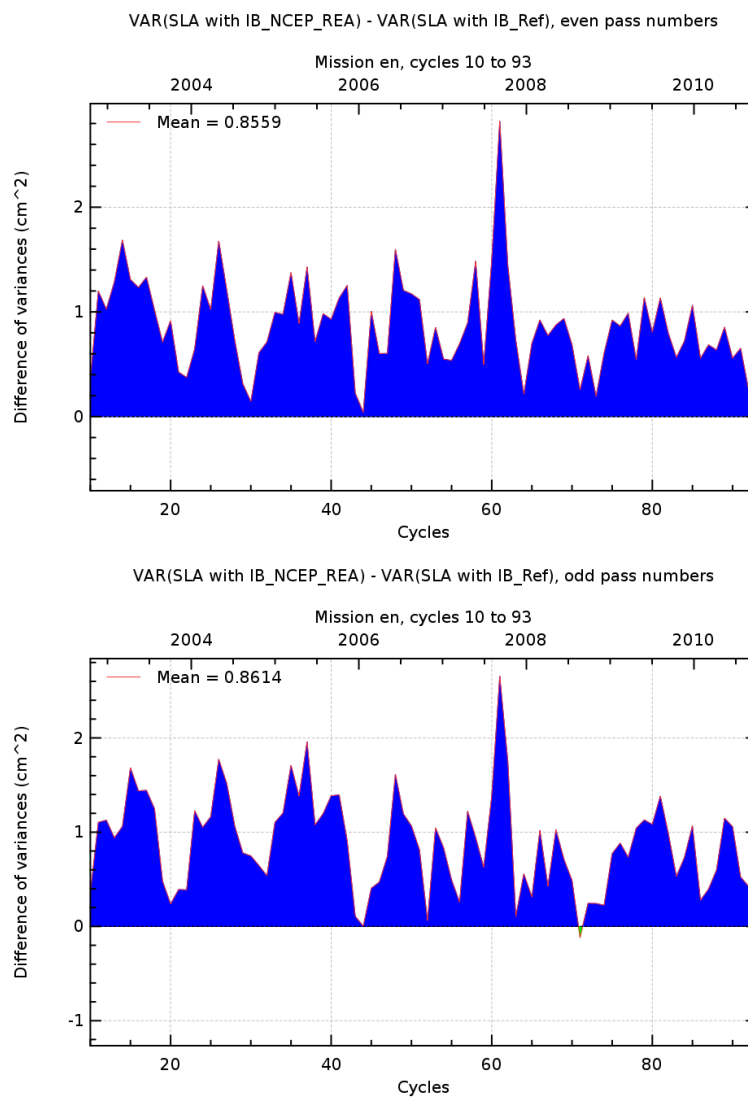 VAR(SLA with IB_NCEP_REA) - VAR(SLA with IB_Ref), even pass numbers
Mission en, cycles 10 to 93
2004 2006 2008 2010
Mean = 0.8559
Difference of variances (cm^2)
2
1
0
20 40 60 80
Cycles
VAR(SLA with IB_NCEP_REA) - VAR(SLA with IB_Ref), odd pass numbers
Mission en, cycles 10 to 93
2004 2006 2008 2010
Mean = 0.8614
Difference of variances (cm^2)
2
1
0
-1
20 40 60 80
Cycles